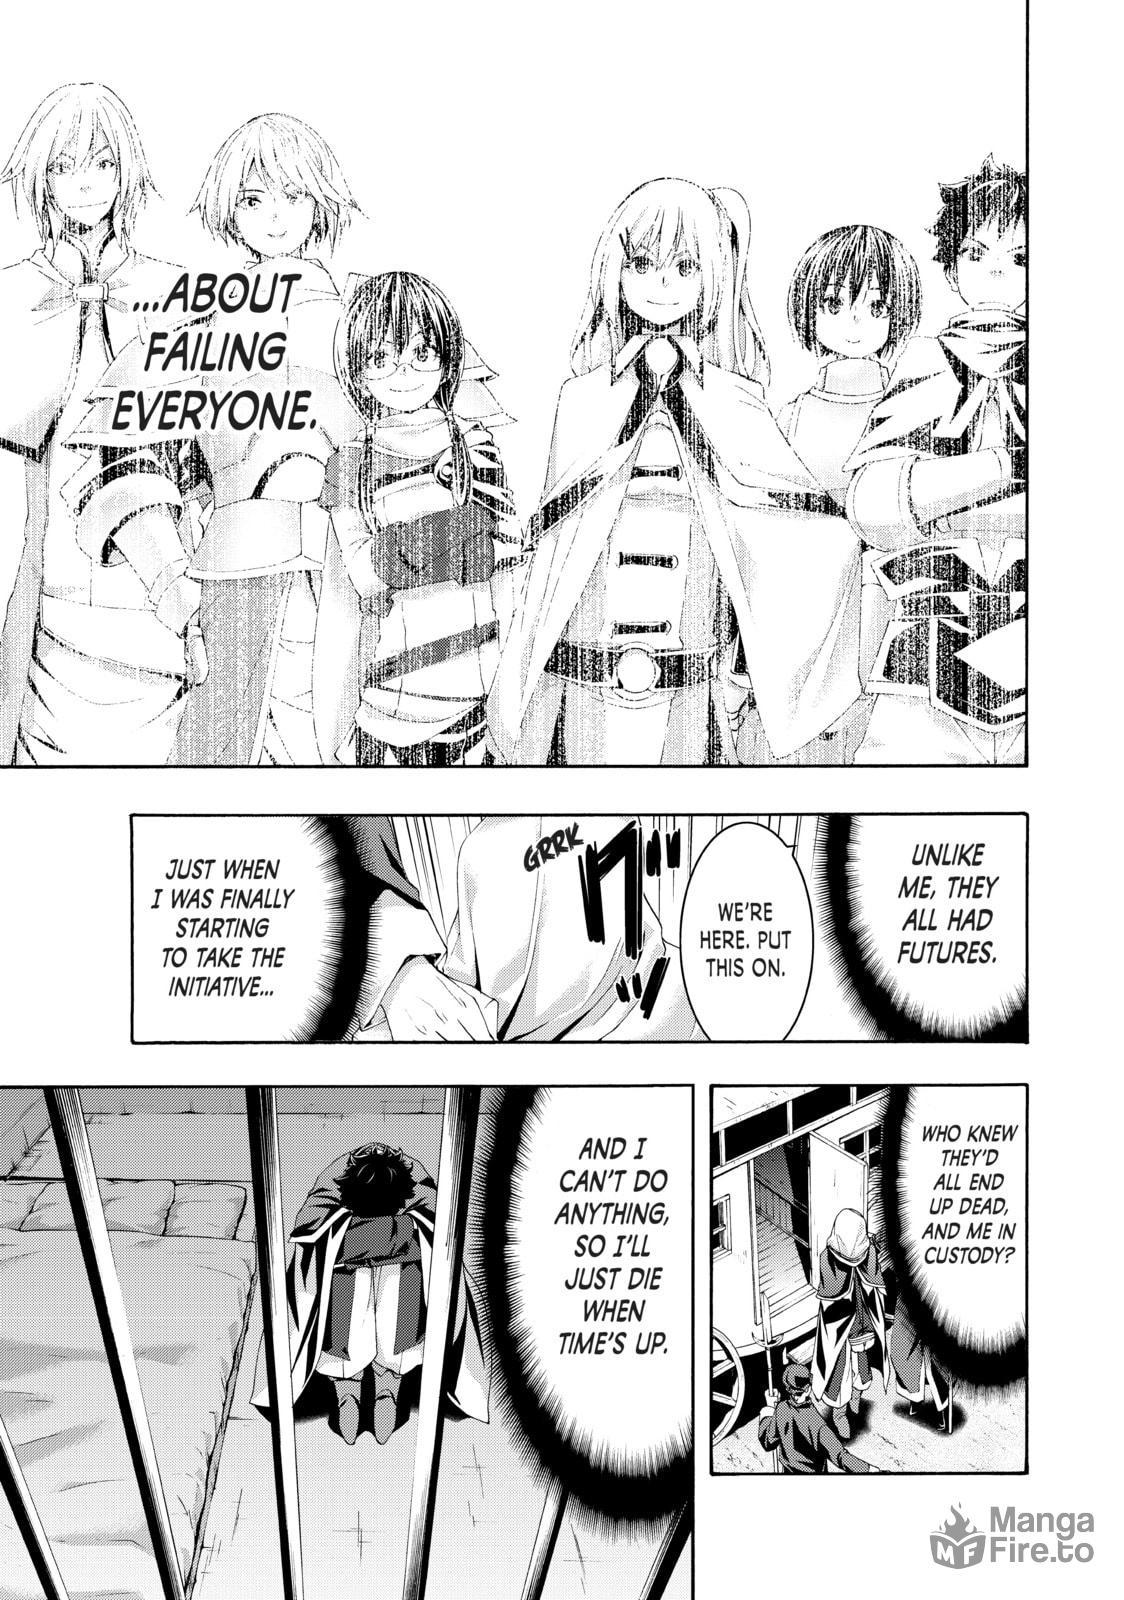 ...ABOUT
FAILING
EVERYONE.
UNLIKE
ME, THEY
ALL HAD
FUTURES.
WE'RE
HERE. PUT
THIS ON.
GRRK
グ"
JUST WHEN
I WAS FINALLY
STARTING
TO TAKE THE
INITIATIVE...
WHO KNEW
THEY'D
ALL END
UP DEAD,
AND ME IN
CUSTODY?
AND I
CAN'T DO
ANYTHING,
SO I'LL
JUST DIE
WHEN
TIME'S UP.
MF
Manga
Fire.to